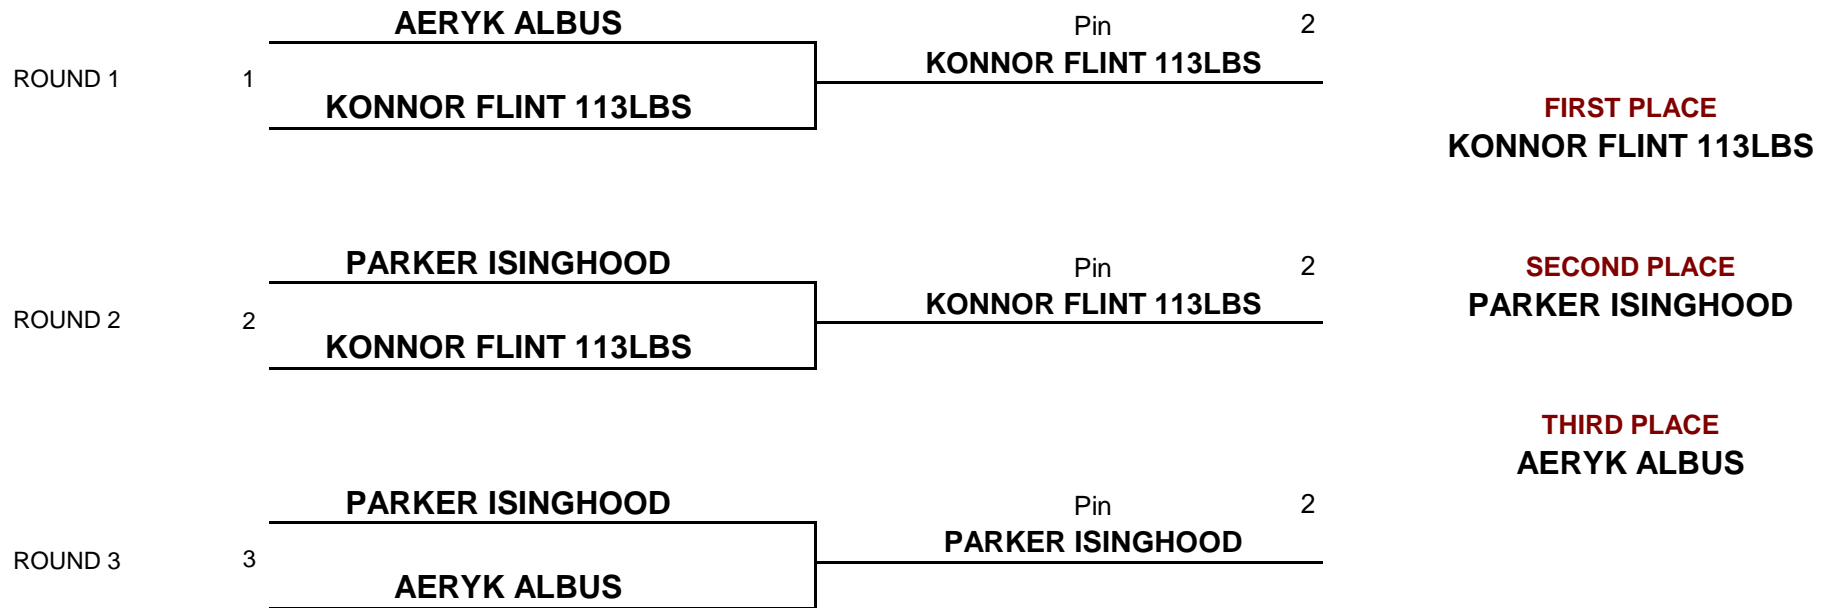 AERYK ALBUS
Pin 2
KONNOR FLINT 113LBS
ROUND 1 1
KONNOR FLINT 113LBS
FIRST PLACE
KONNOR FLINT 113LBS
PARKER ISINGHOOD
Pin 2
SECOND PLACE
KONNOR FLINT 113LBS
PARKER ISINGHOOD
ROUND 2 2
KONNOR FLINT 113LBS
THIRD PLACE
AERYK ALBUS
PARKER ISINGHOOD
Pin 2
PARKER ISINGHOOD
ROUND 3 3
AERYK ALBUS